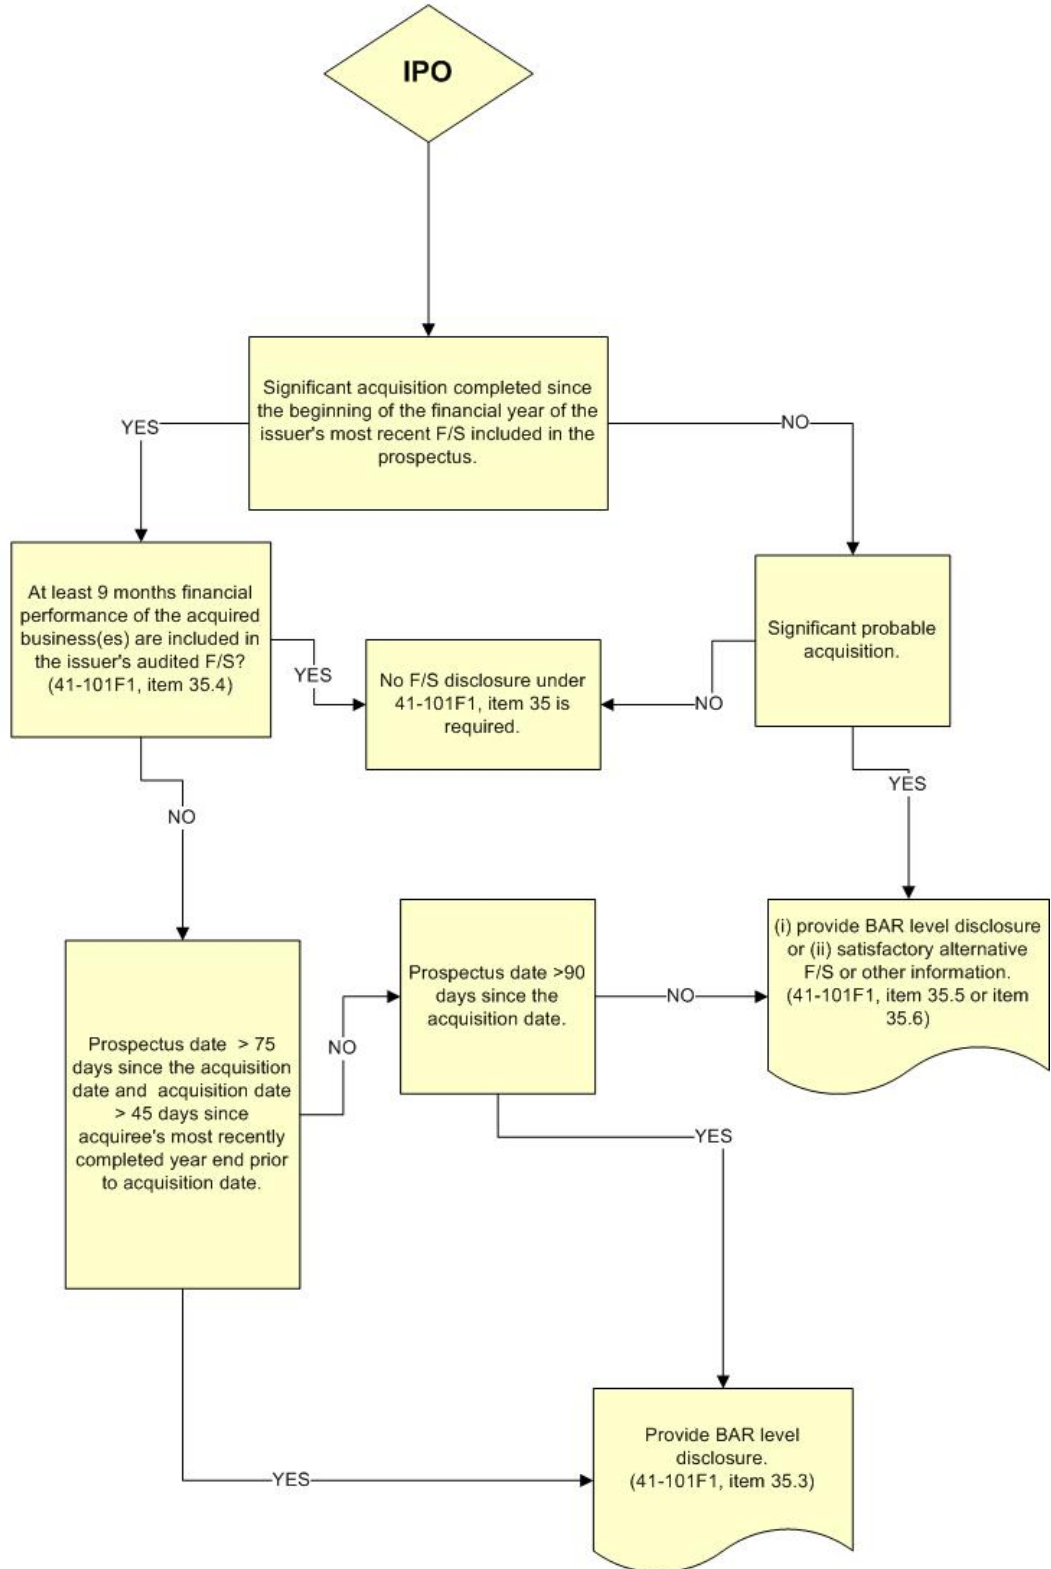 IPO
Significant acquisition completed since
the beginning of the financial year of the
issuer's most recent F/S included in the
prospectus.
YES
NO
At least 9 months financial
performance of the acquired
business(es) are included in
the issuer's audited F/S?
(41-101F1, item 35.4)
YES
No F/S disclosure under
41-101F1, item 35 is
required.
NO
Significant probable
acquisition.
YES
NO
Prospectus date > 75
days since the acquisition
date and acquisition date
> 45 days since
acquiree's most recently
completed year end prior
to acquisition date.
NO
Prospectus date >90
days since the
acquisition date.
NO
(i) provide BAR level disclosure
or (ii) satisfactory alternative
F/S or other information.
(41-101F1, item 35.5 or item
35.6)
YES
YES
Provide BAR level
disclosure.
(41-101F1, item 35.3)